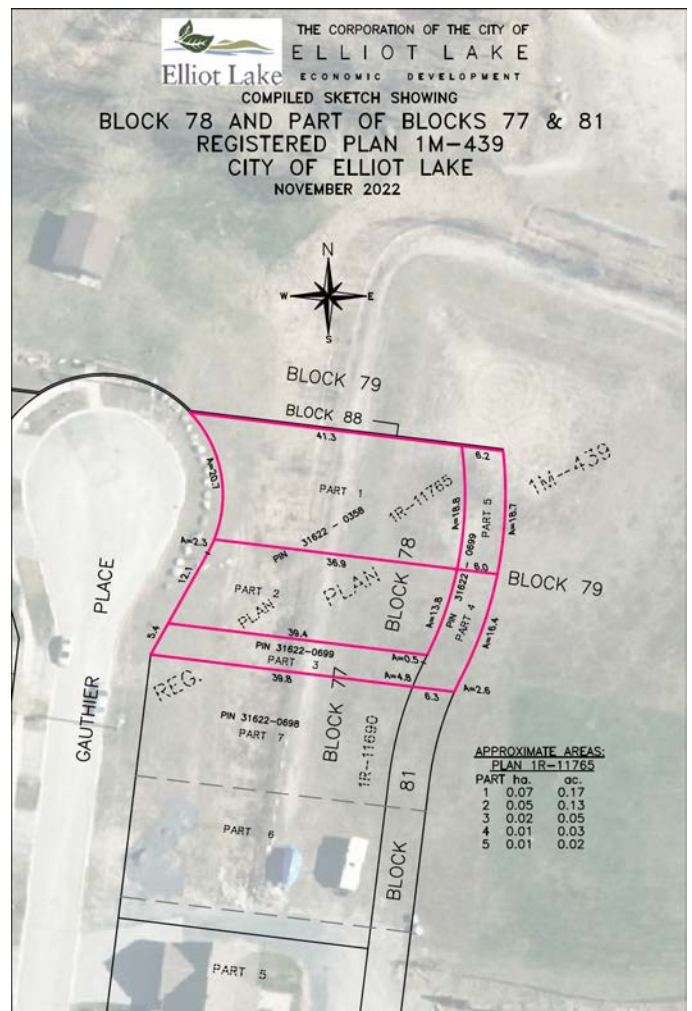 Elliot Lake
THE CORPORATION OF THE CITY OF
ELLIOT LAKE
ECONOMIC DEVELOPMENT
COMPILED SKETCH SHOWING
BLOCK 78 AND PART OF BLOCKS 77 & 81
REGISTERED PLAN 1M-439
CITY OF ELLIOT LAKE
NOVEMBER 2022
N
W E
S
BLOCK 79
BLOCK 88
41.3
6.2
1M-439
A=20.7
PART 1
1R-11765
A=18.8
PART 5
A=18.7
A=2.3
PIN 31622-0358
36.9
BLOCK 78
PIN 31622-0699
6.0
BLOCK 79
12.1
PART 2
PLAN
PLAN
A=13.8
PART 4
A=16.4
GAUTHIER PLACE
5.4
39.4
PIN 31622-0699
PART 3
A=0.5
39.8
A=4.8
6.3
A=2.6
REG.
PIN 31622-0698
PART 7
BLOCK 77
1R-11690
BLOCK 81
PART 6
PART 5
APPROXIMATE AREAS:
PLAN 1R-11765
PART ha. ac.
1 0.07 0.17
2 0.05 0.13
3 0.02 0.05
4 0.01 0.03
5 0.01 0.02